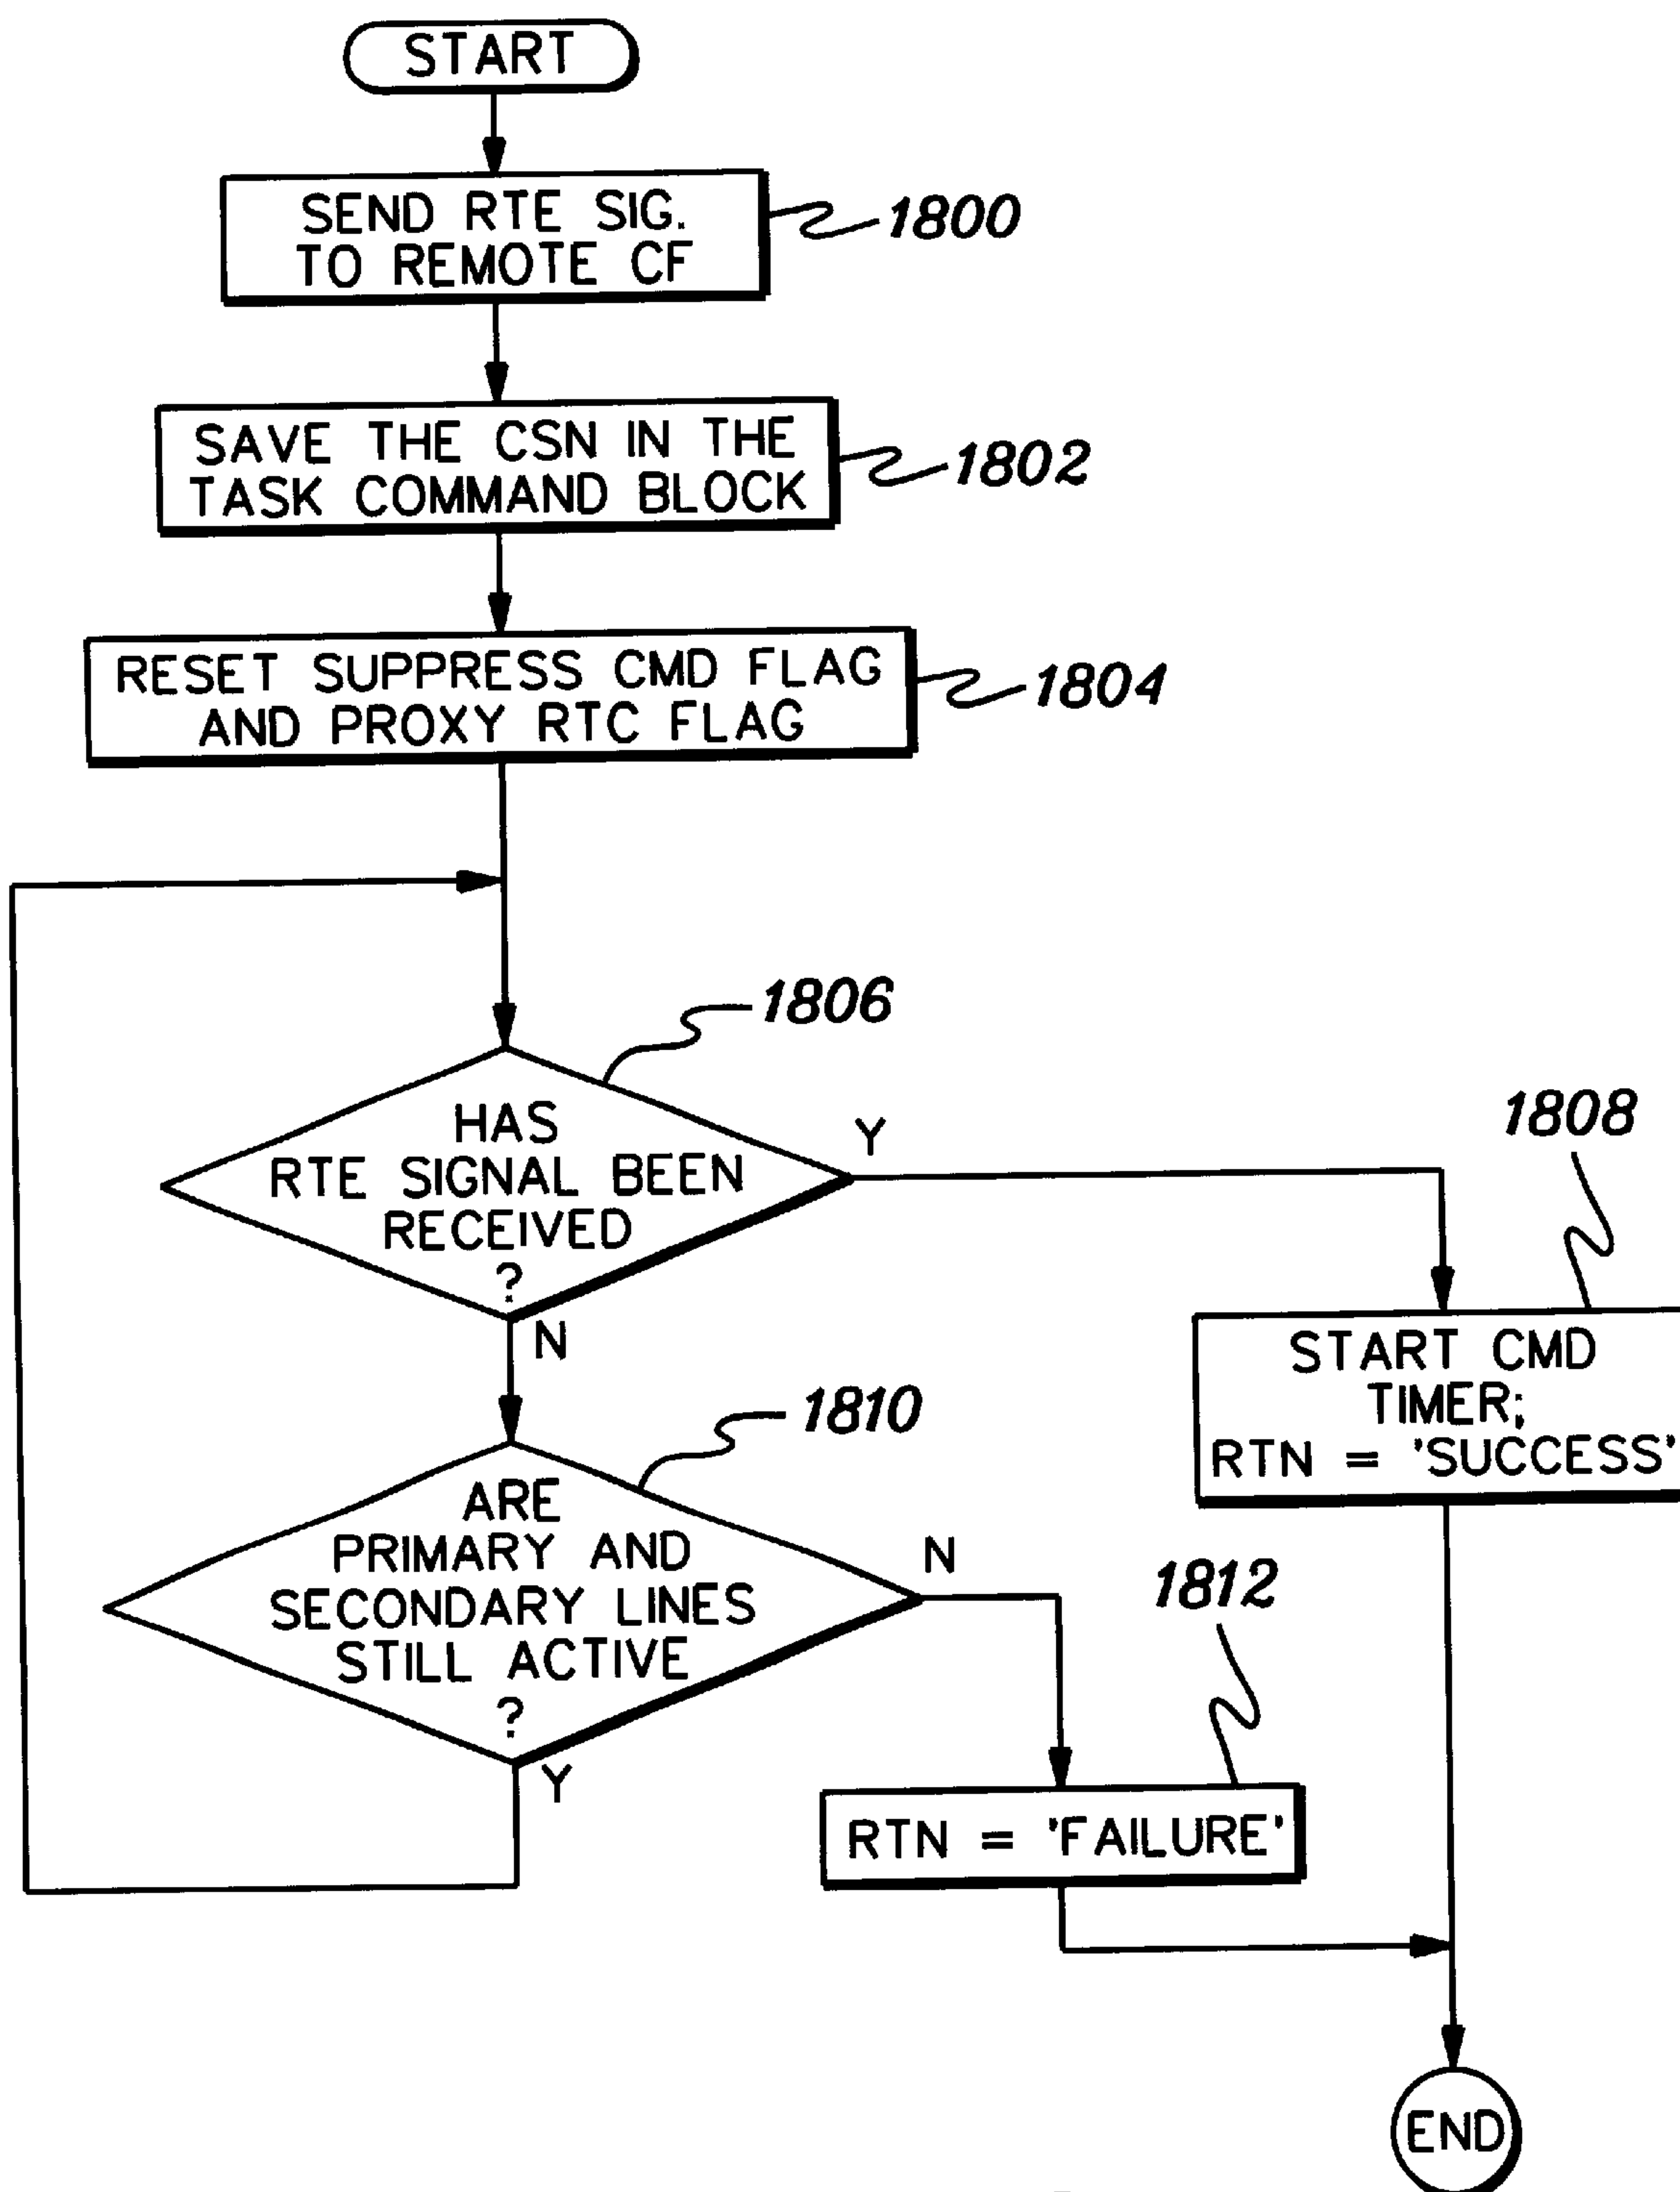 START
SEND RTE SIG.
TO REMOTE CF
1800
SAVE THE CSN IN THE
TASK COMMAND BLOCK
1802
RESET SUPPRESS CMD FLAG
AND PROXY RTC FLAG
1804
1806
HAS
RTE SIGNAL BEEN
RECEIVED
?
Y
N
1808
START CMD
TIMER;
RTN = 'SUCCESS'
1810
ARE
PRIMARY AND
SECONDARY LINES
STILL ACTIVE
?
N
Y
1812
RTN = 'FAILURE'
END